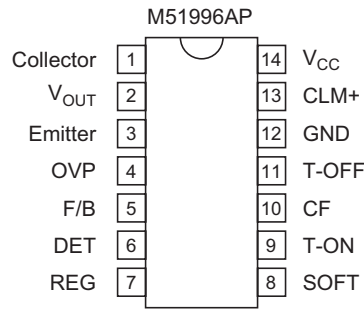 M51996AP
Collector 1 14 VCC
VOUT 2 13 CLM+
Emitter 3 12 GND
OVP 4 11 T-OFF
F/B 5 10 CF
DET 6 9 T-ON
REG 7 8 SOFT